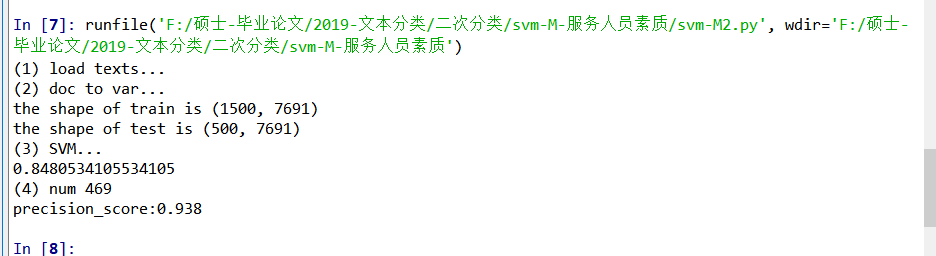 In [7]: runfile('F:/硕士-毕业论文/2019-文本分类/二次分类/svm-M-服务人员素质/svm-M2.py', wdir='F:/硕士-
毕业论文/2019-文本分类/二次分类/svm-M-服务人员素质')
(1) load texts...
(2) doc to var...
the shape of train is (1500, 7691)
the shape of test is (500, 7691)
(3) SVM...
0.8480534105534105
(4) num 469
precision_score:0.938
In [8]: